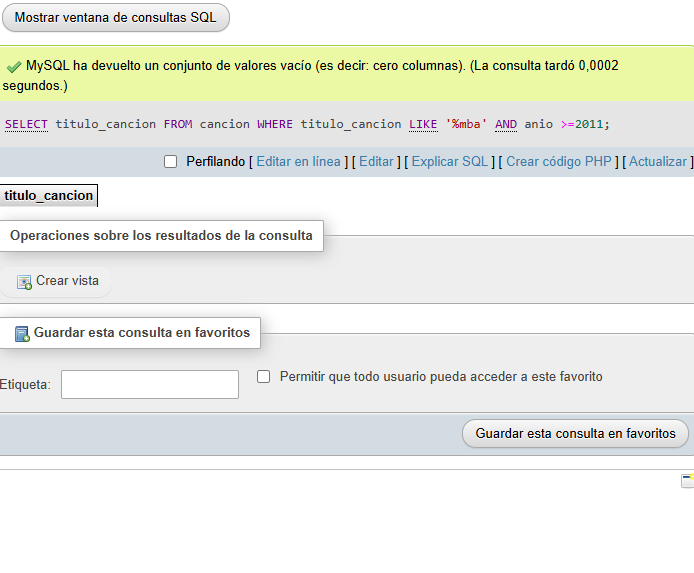 Mostrar ventana de consultas SQL
MySQL ha devuelto un conjunto de valores vacío (es decir: cero columnas). (La consulta tardó 0,0002
segundos.)
SELECT titulo_cancion FROM cancion WHERE titulo_cancion LIKE '%mba' AND anio >=2011;
Perfilando [ Editar en línea ] [ Editar ] [ Explicar SQL ] [ Crear código PHP ] [ Actualizar ]
titulo_cancion
Operaciones sobre los resultados de la consulta
Crear vista
Guardar esta consulta en favoritos
Etiqueta:
Permitir que todo usuario pueda acceder a este favorito
Guardar esta consulta en favoritos